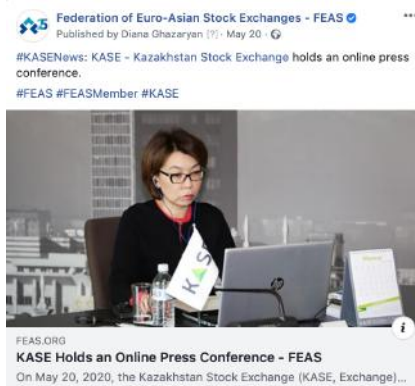 Federation of Euro-Asian Stock Exchanges - FEAS
Published by Diana Ghazaryan [?] · May 20 ·
#KASENews: KASE - Kazakhstan Stock Exchange holds an online press
conference.
#FEAS #FEASMember #KASE
KASE
hp
FEAS.ORG
KASE Holds an Online Press Conference - FEAS
On May 20, 2020, the Kazakhstan Stock Exchange (KASE, Exchange)...